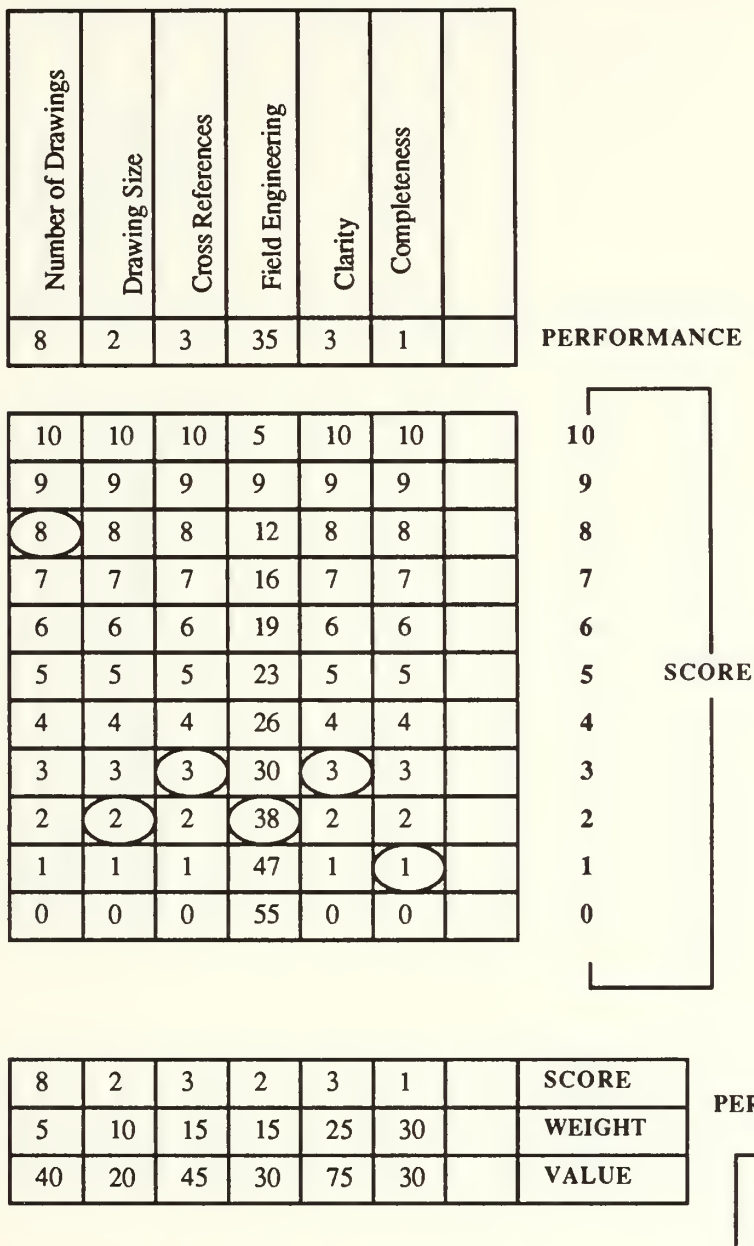 Number of Drawings
Drawing Size
Cross References
Field Engineering
Clarity
Completeness
8 2 3 35 3 1 PERFORMANCE
10 10 10 5 10 10 10
9 9 9 9 9 9 9
8 8 8 12 8 8 8
7 7 7 16 7 7 7
6 6 6 19 6 6 6
5 5 5 23 5 5 5 SCORE
4 4 4 26 4 4 4
3 3 3 30 3 3 3
2 2 2 38 2 2 2
1 1 1 47 1 1 1
0 0 0 55 0 0 0
8 2 3 2 3 1 SCORE
5 10 15 15 25 30 WEIGHT
40 20 45 30 75 30 VALUE